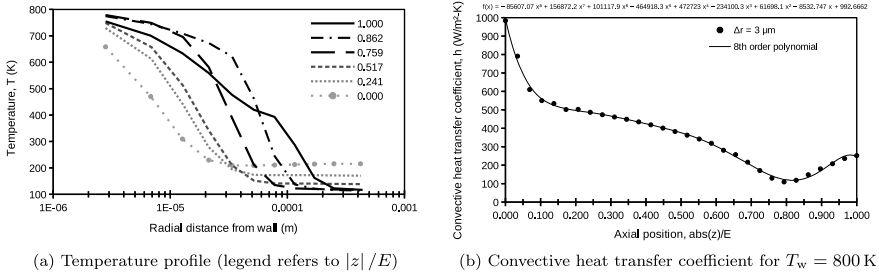 f(x) = −85607.07 x⁸ + 156872.2 x⁷ + 101117.9 x⁶ − 464918.3 x⁵ + 472723 x⁴ − 234100.3 x³ + 61698.1 x² − 8532.747 x + 992.6662
Temperature, T (K)
800
700
600
500
400
300
200
100
1.000
0.862
0.759
0.517
0.241
0.000
1E-06
1E-05
0.0001
0.001
Radial distance from wall (m)
(a) Temperature profile (legend refers to |z| /E)
Convective heat transfer coefficient, h (W/m²-K)
1000
900
800
700
600
500
400
300
200
100
0
Δr = 3 μm
8th order polynomial
0.000 0.100 0.200 0.300 0.400 0.500 0.600 0.700 0.800 0.900 1.000
Axial position, abs(z)/E
(b) Convective heat transfer coefficient for Tw = 800 K